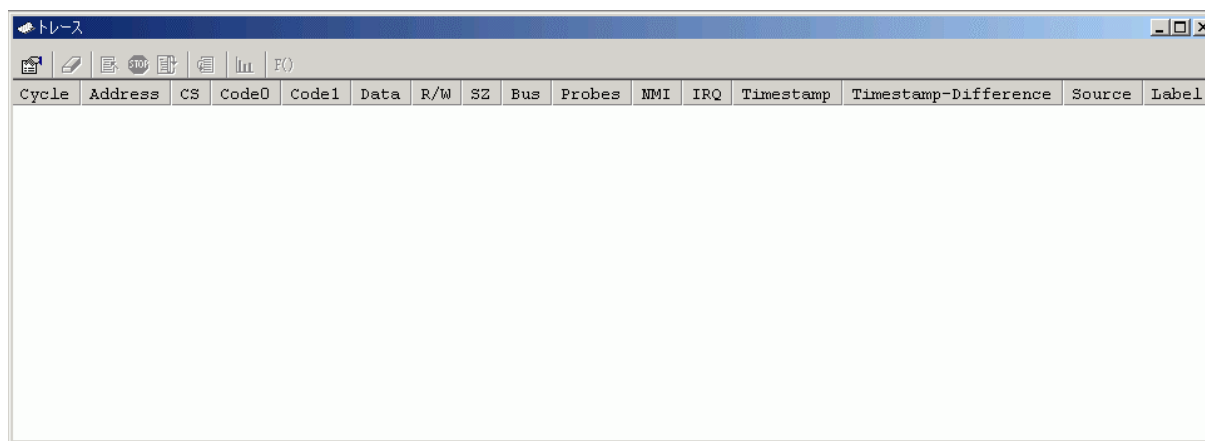 トレース
STOP F()
Cycle Address CS Code0 Code1 Data R/W SZ Bus Probes NMI IRQ Timestamp Timestamp-Difference Source Label